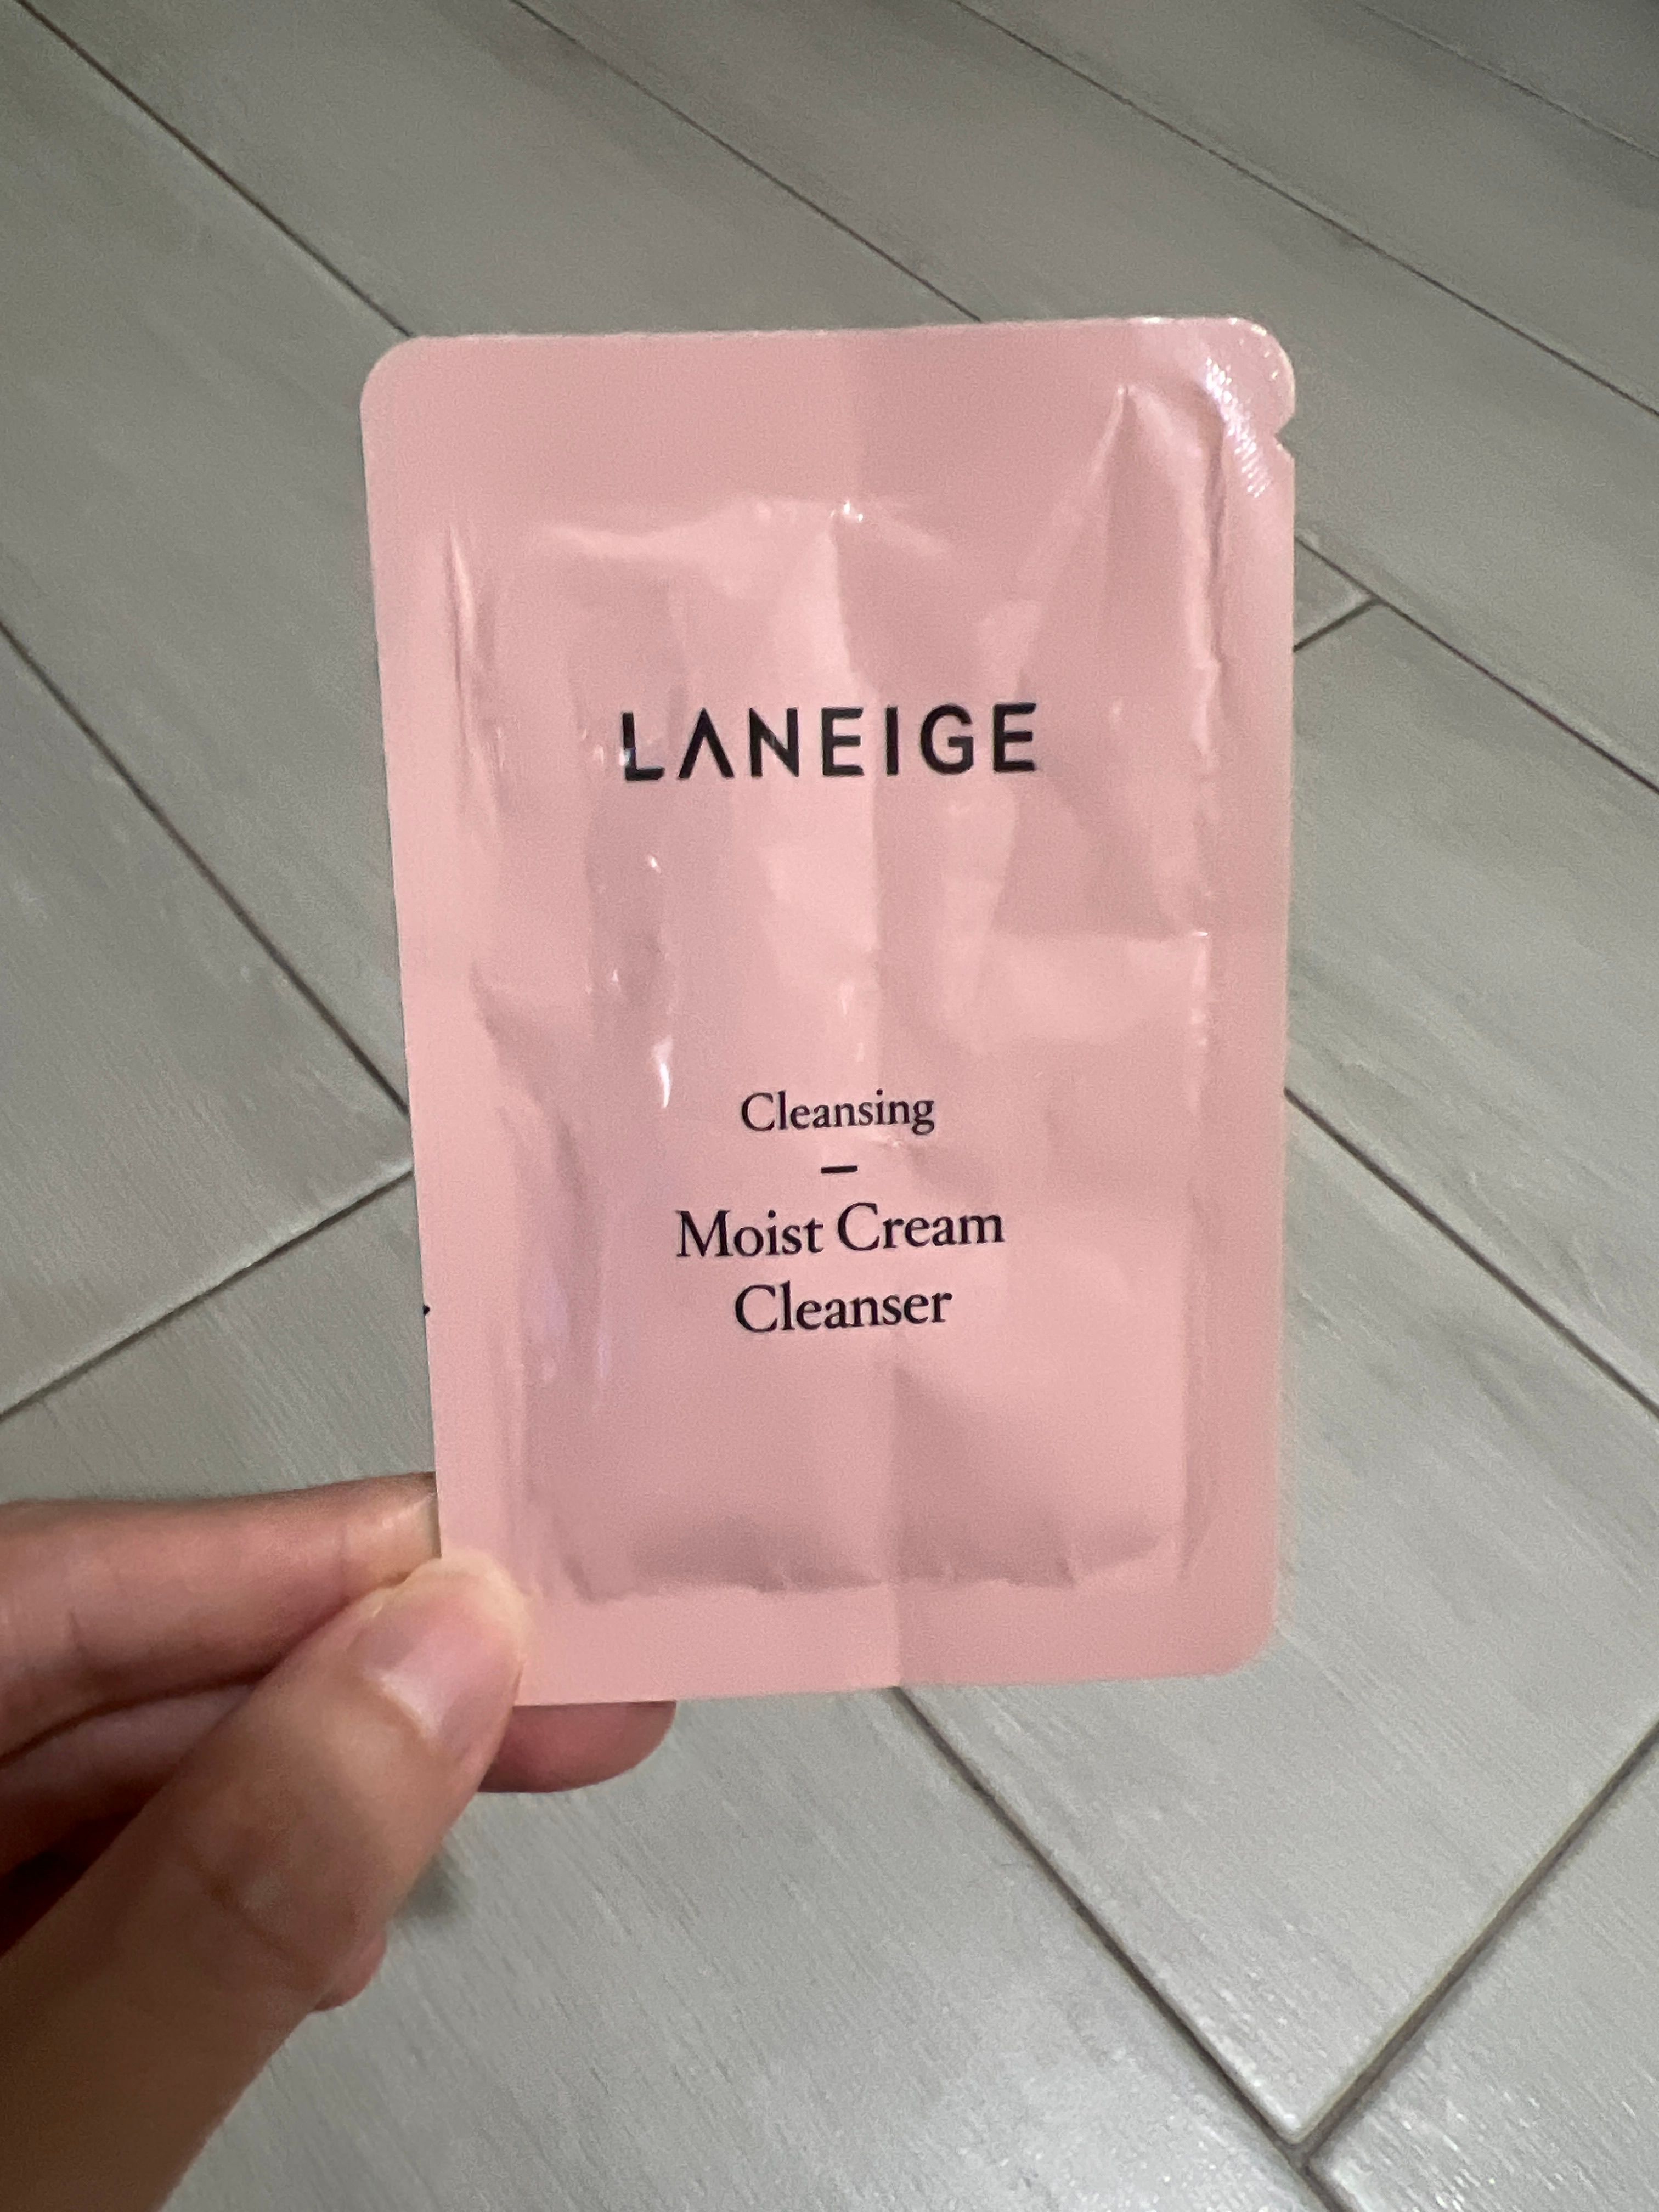 LANEIGE
Cleansing
–
Moist Cream
Cleanser